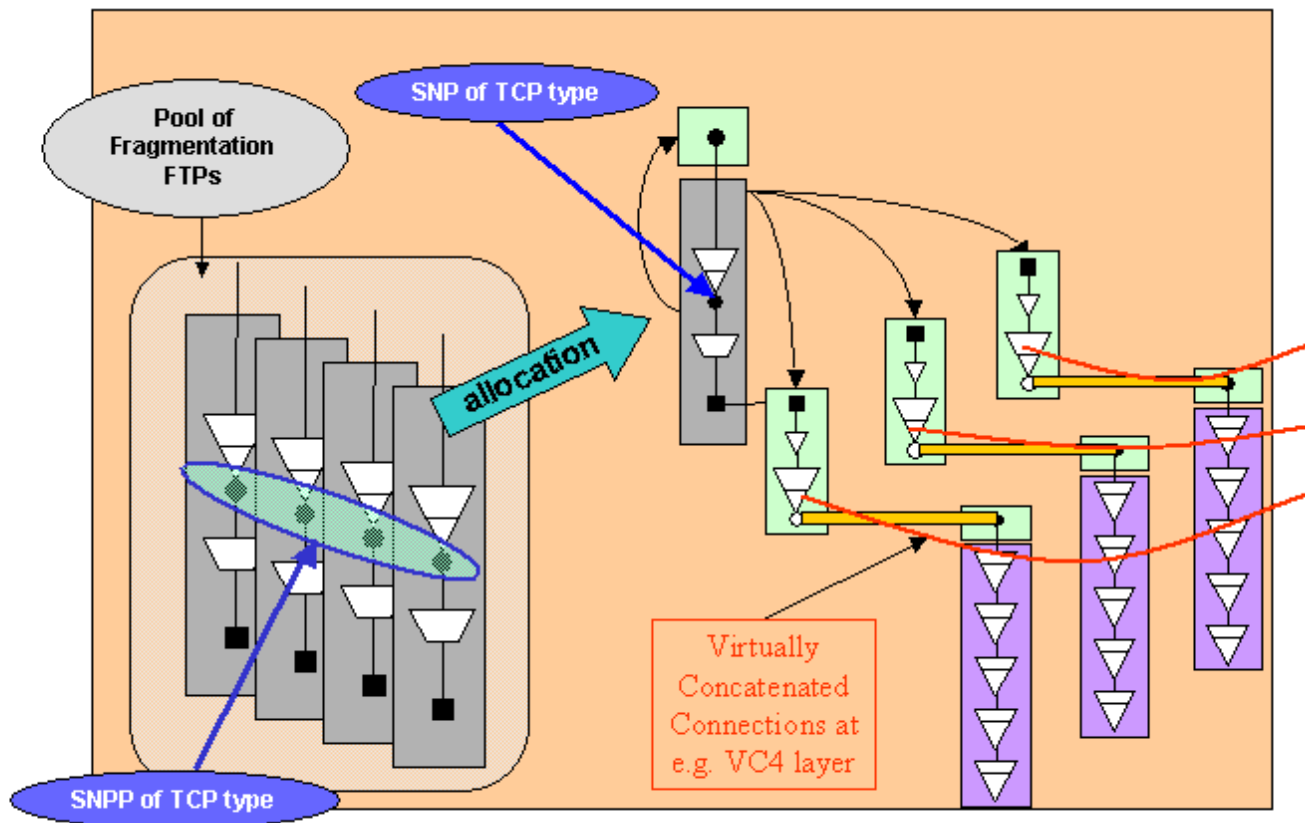 SNP of TCP type
Pool of
Fragmentation
FTPs
allocation
Virtually
Concatenated
Connections at
e.g. VC4 layer
SNPP of TCP type